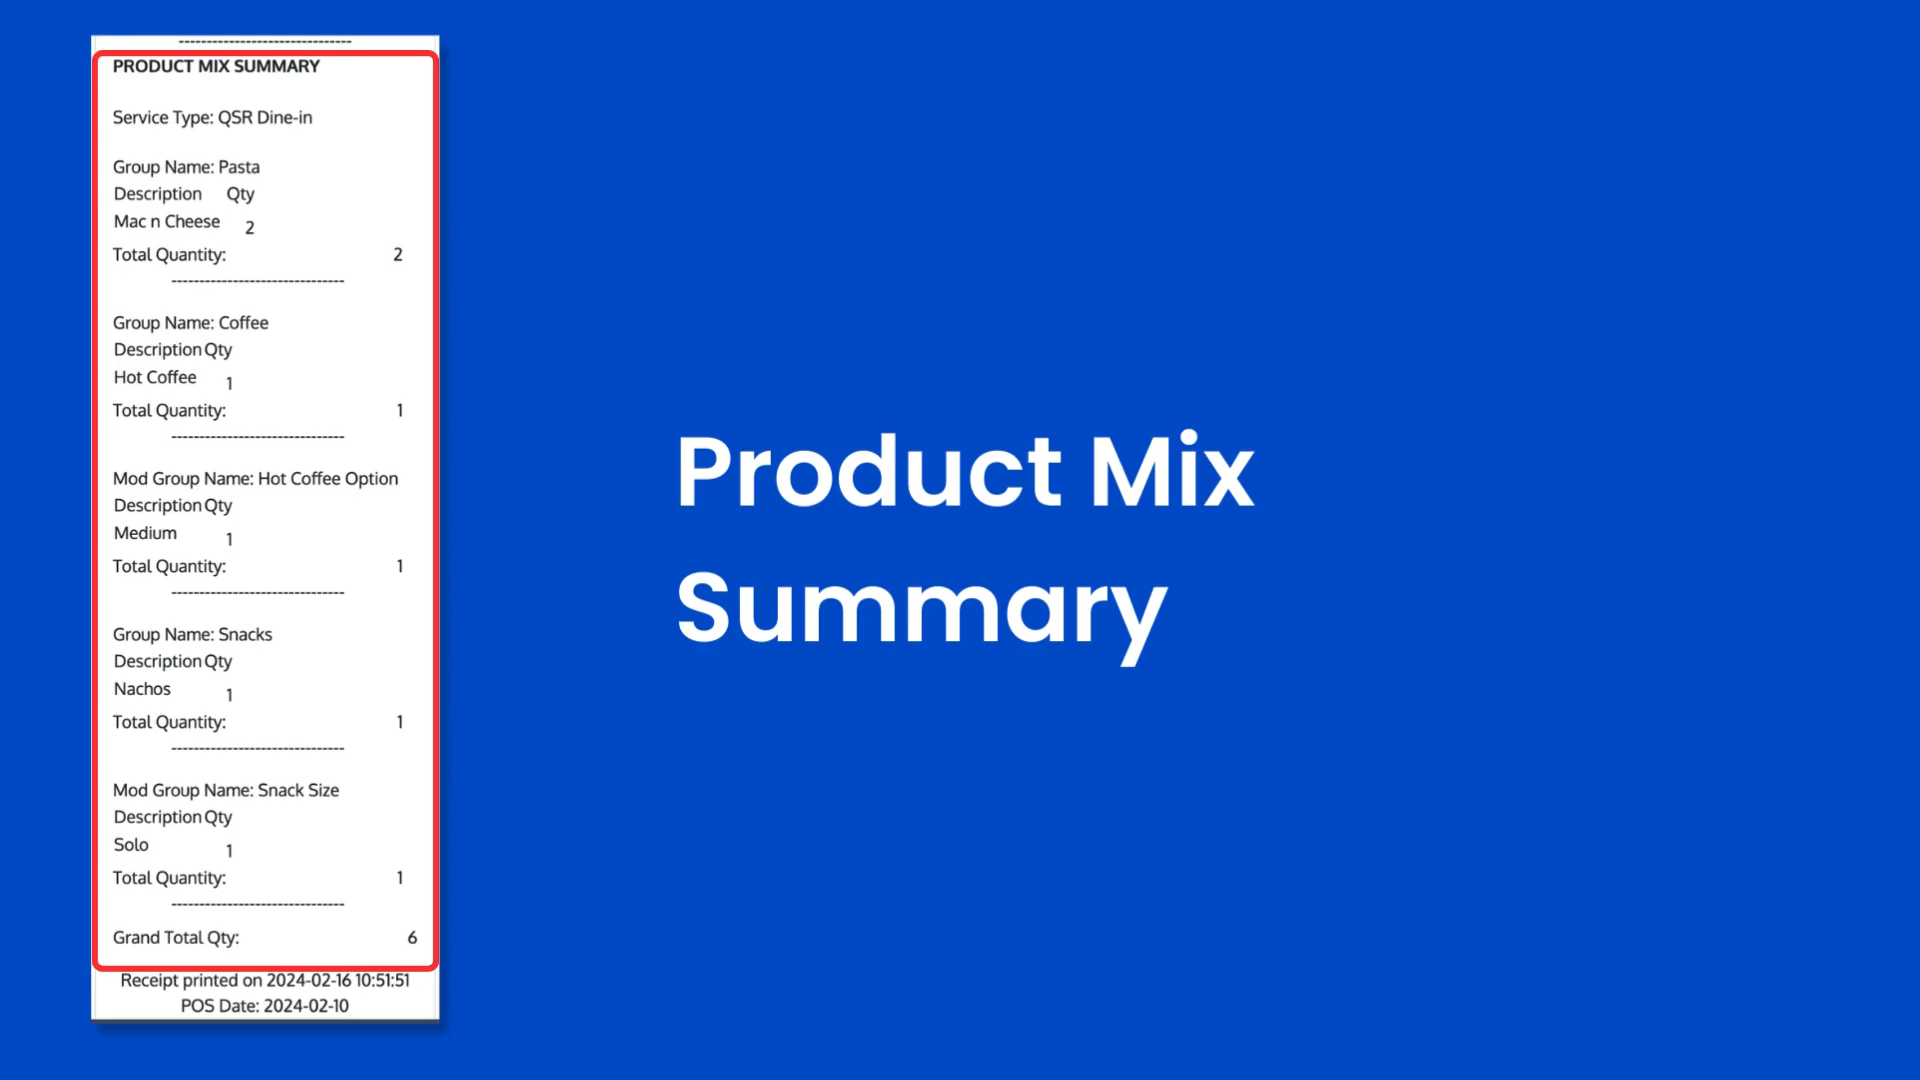 ------------------------------
PRODUCT MIX SUMMARY
Service Type: QSR Dine-in
Group Name: Pasta
Description Qty
Mac n Cheese 2
Total Quantity: 2
------------------------------
Group Name: Coffee
Description Qty
Hot Coffee 1
Total Quantity: 1
------------------------------
Mod Group Name: Hot Coffee Option
Description Qty
Medium 1
Total Quantity: 1
------------------------------
Group Name: Snacks
Description Qty
Nachos 1
Total Quantity: 1
------------------------------
Mod Group Name: Snack Size
Description Qty
Solo 1
Total Quantity: 1
------------------------------
Grand Total Qty: 6
Receipt printed on 2024-02-16 10:51:51
POS Date: 2024-02-10
Product Mix
Summary